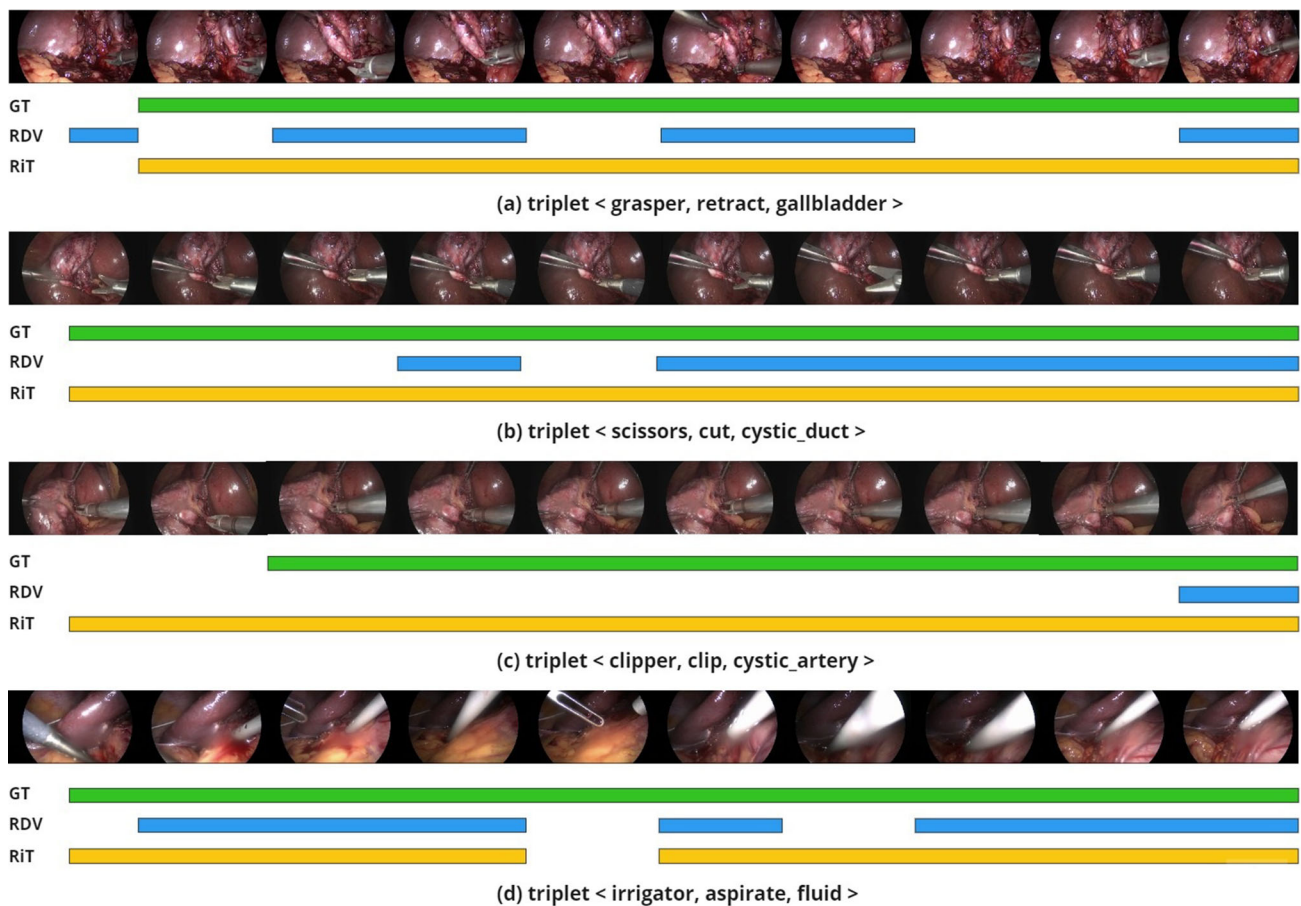 GT
RDV
RiT
(a) triplet < grasper, retract, gallbladder >
GT
RDV
RiT
(b) triplet < scissors, cut, cystic_duct >
GT
RDV
RiT
(c) triplet < clipper, clip, cystic_artery >
GT
RDV
RiT
(d) triplet < irrigator, aspirate, fluid >